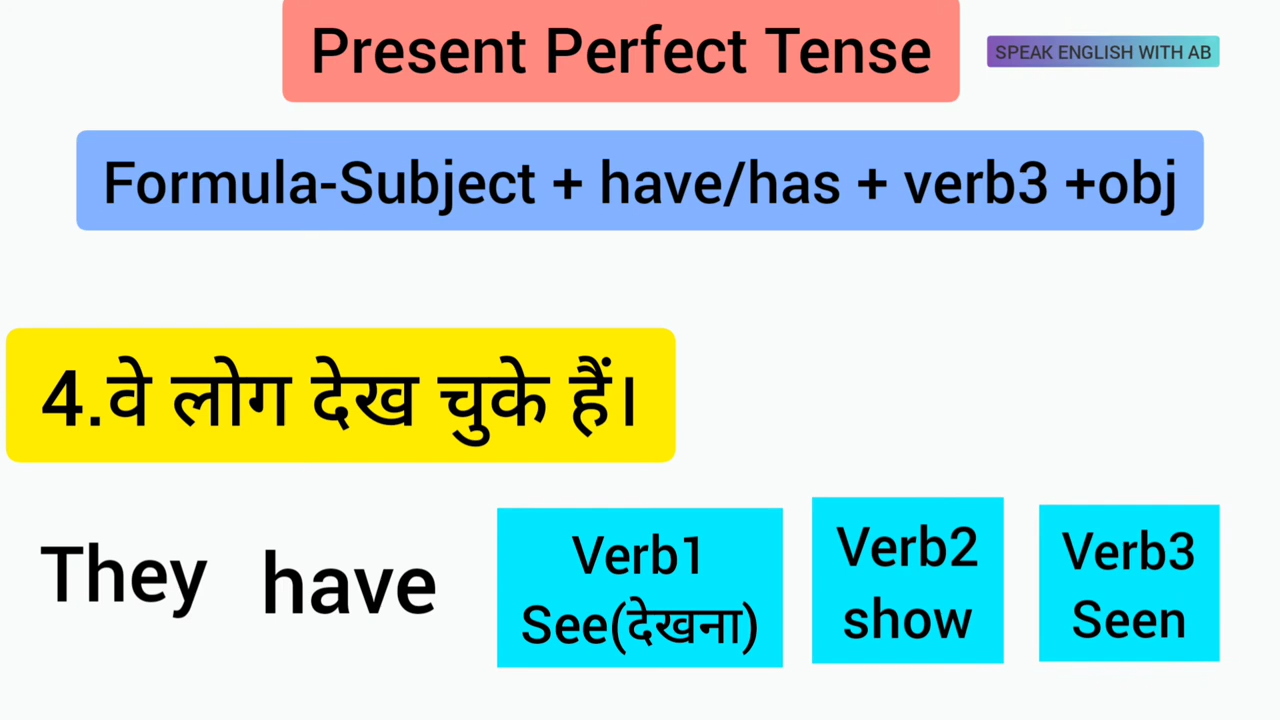 Present Perfect Tense
SPEAK ENGLISH WITH AB
Formula-Subject + have/has + verb3 +obj
4.वे लोग देख चुके हैं।
They have
Verb1
See(देखना)
Verb2
show
Verb3
Seen